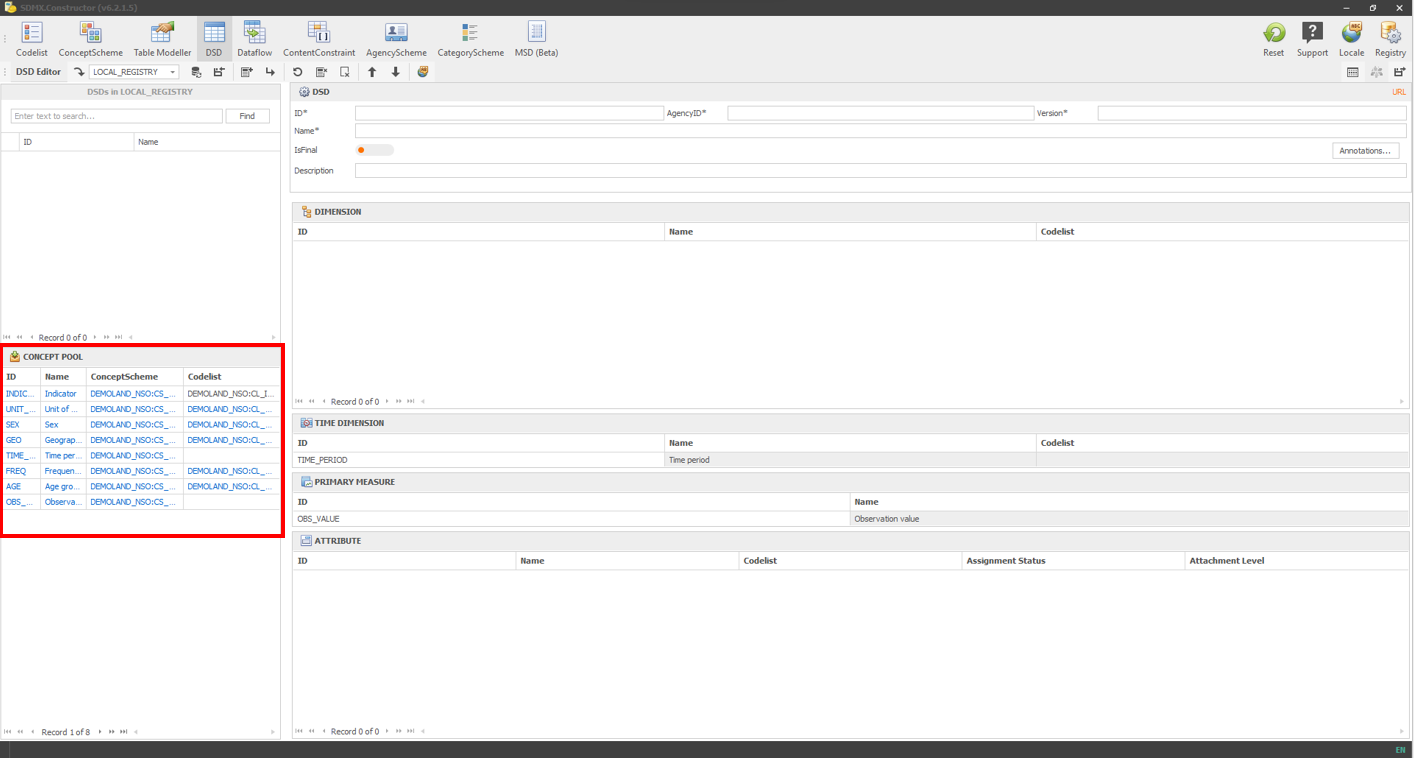 SDMX.Constructor (v6.2.1.5)
Codelist ConceptScheme Table Modeller DSD Dataflow ContentConstraint AgencyScheme CategoryScheme MSD (Beta) Reset Support Locale Registry
DSD Editor LOCAL_REGISTRY
DSDs in LOCAL_REGISTRY
Enter text to search... Find
ID Name
Record 0 of 0
CONCEPT POOL
ID Name ConceptScheme Codelist
INDIC... Indicator DEMOLAND_NSO:CS_... DEMOLAND_NSO:CL_I...
UNIT_... Unit of ... DEMOLAND_NSO:CS_... DEMOLAND_NSO:CL_...
SEX Sex DEMOLAND_NSO:CS_... DEMOLAND_NSO:CL_...
GEO Geograp... DEMOLAND_NSO:CS_... DEMOLAND_NSO:CL_...
TIME_... Time per... DEMOLAND_NSO:CS_...
FREQ Frequen... DEMOLAND_NSO:CS_... DEMOLAND_NSO:CL_...
AGE Age gro... DEMOLAND_NSO:CS_... DEMOLAND_NSO:CL_...
OBS_... Observa... DEMOLAND_NSO:CS_...
Record 1 of 8
DSD URL
ID* AgencyID* Version*
Name*
IsFinal Annotations...
Description
DIMENSION
ID Name Codelist
Record 0 of 0
TIME DIMENSION
ID Name Codelist
TIME_PERIOD Time period
PRIMARY MEASURE
ID Name
OBS_VALUE Observation value
ATTRIBUTE
ID Name Codelist Assignment Status Attachment Level
Record 0 of 0
EN